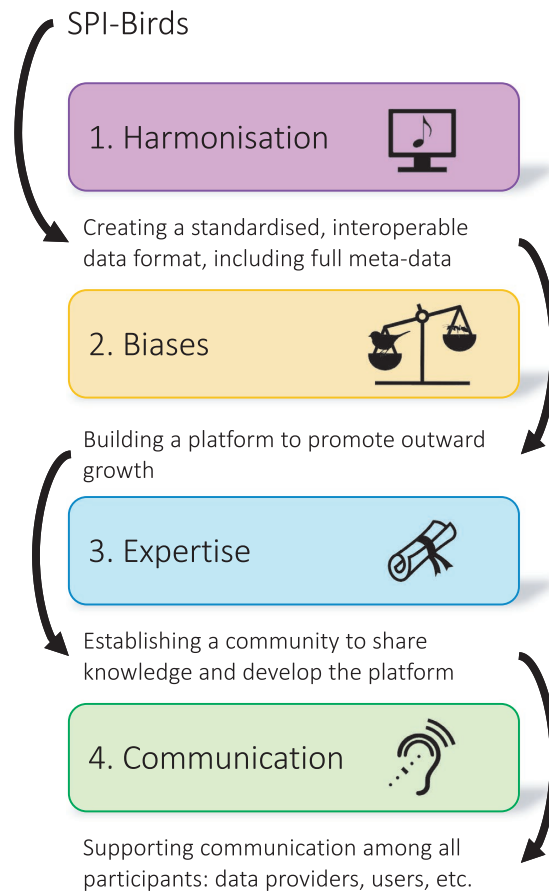 SPI-Birds
1. Harmonisation
Creating a standardised, interoperable
data format, including full meta-data
2. Biases
Building a platform to promote outward
growth
3. Expertise
Establishing a community to share
knowledge and develop the platform
4. Communication
Supporting communication among all
participants: data providers, users, etc.